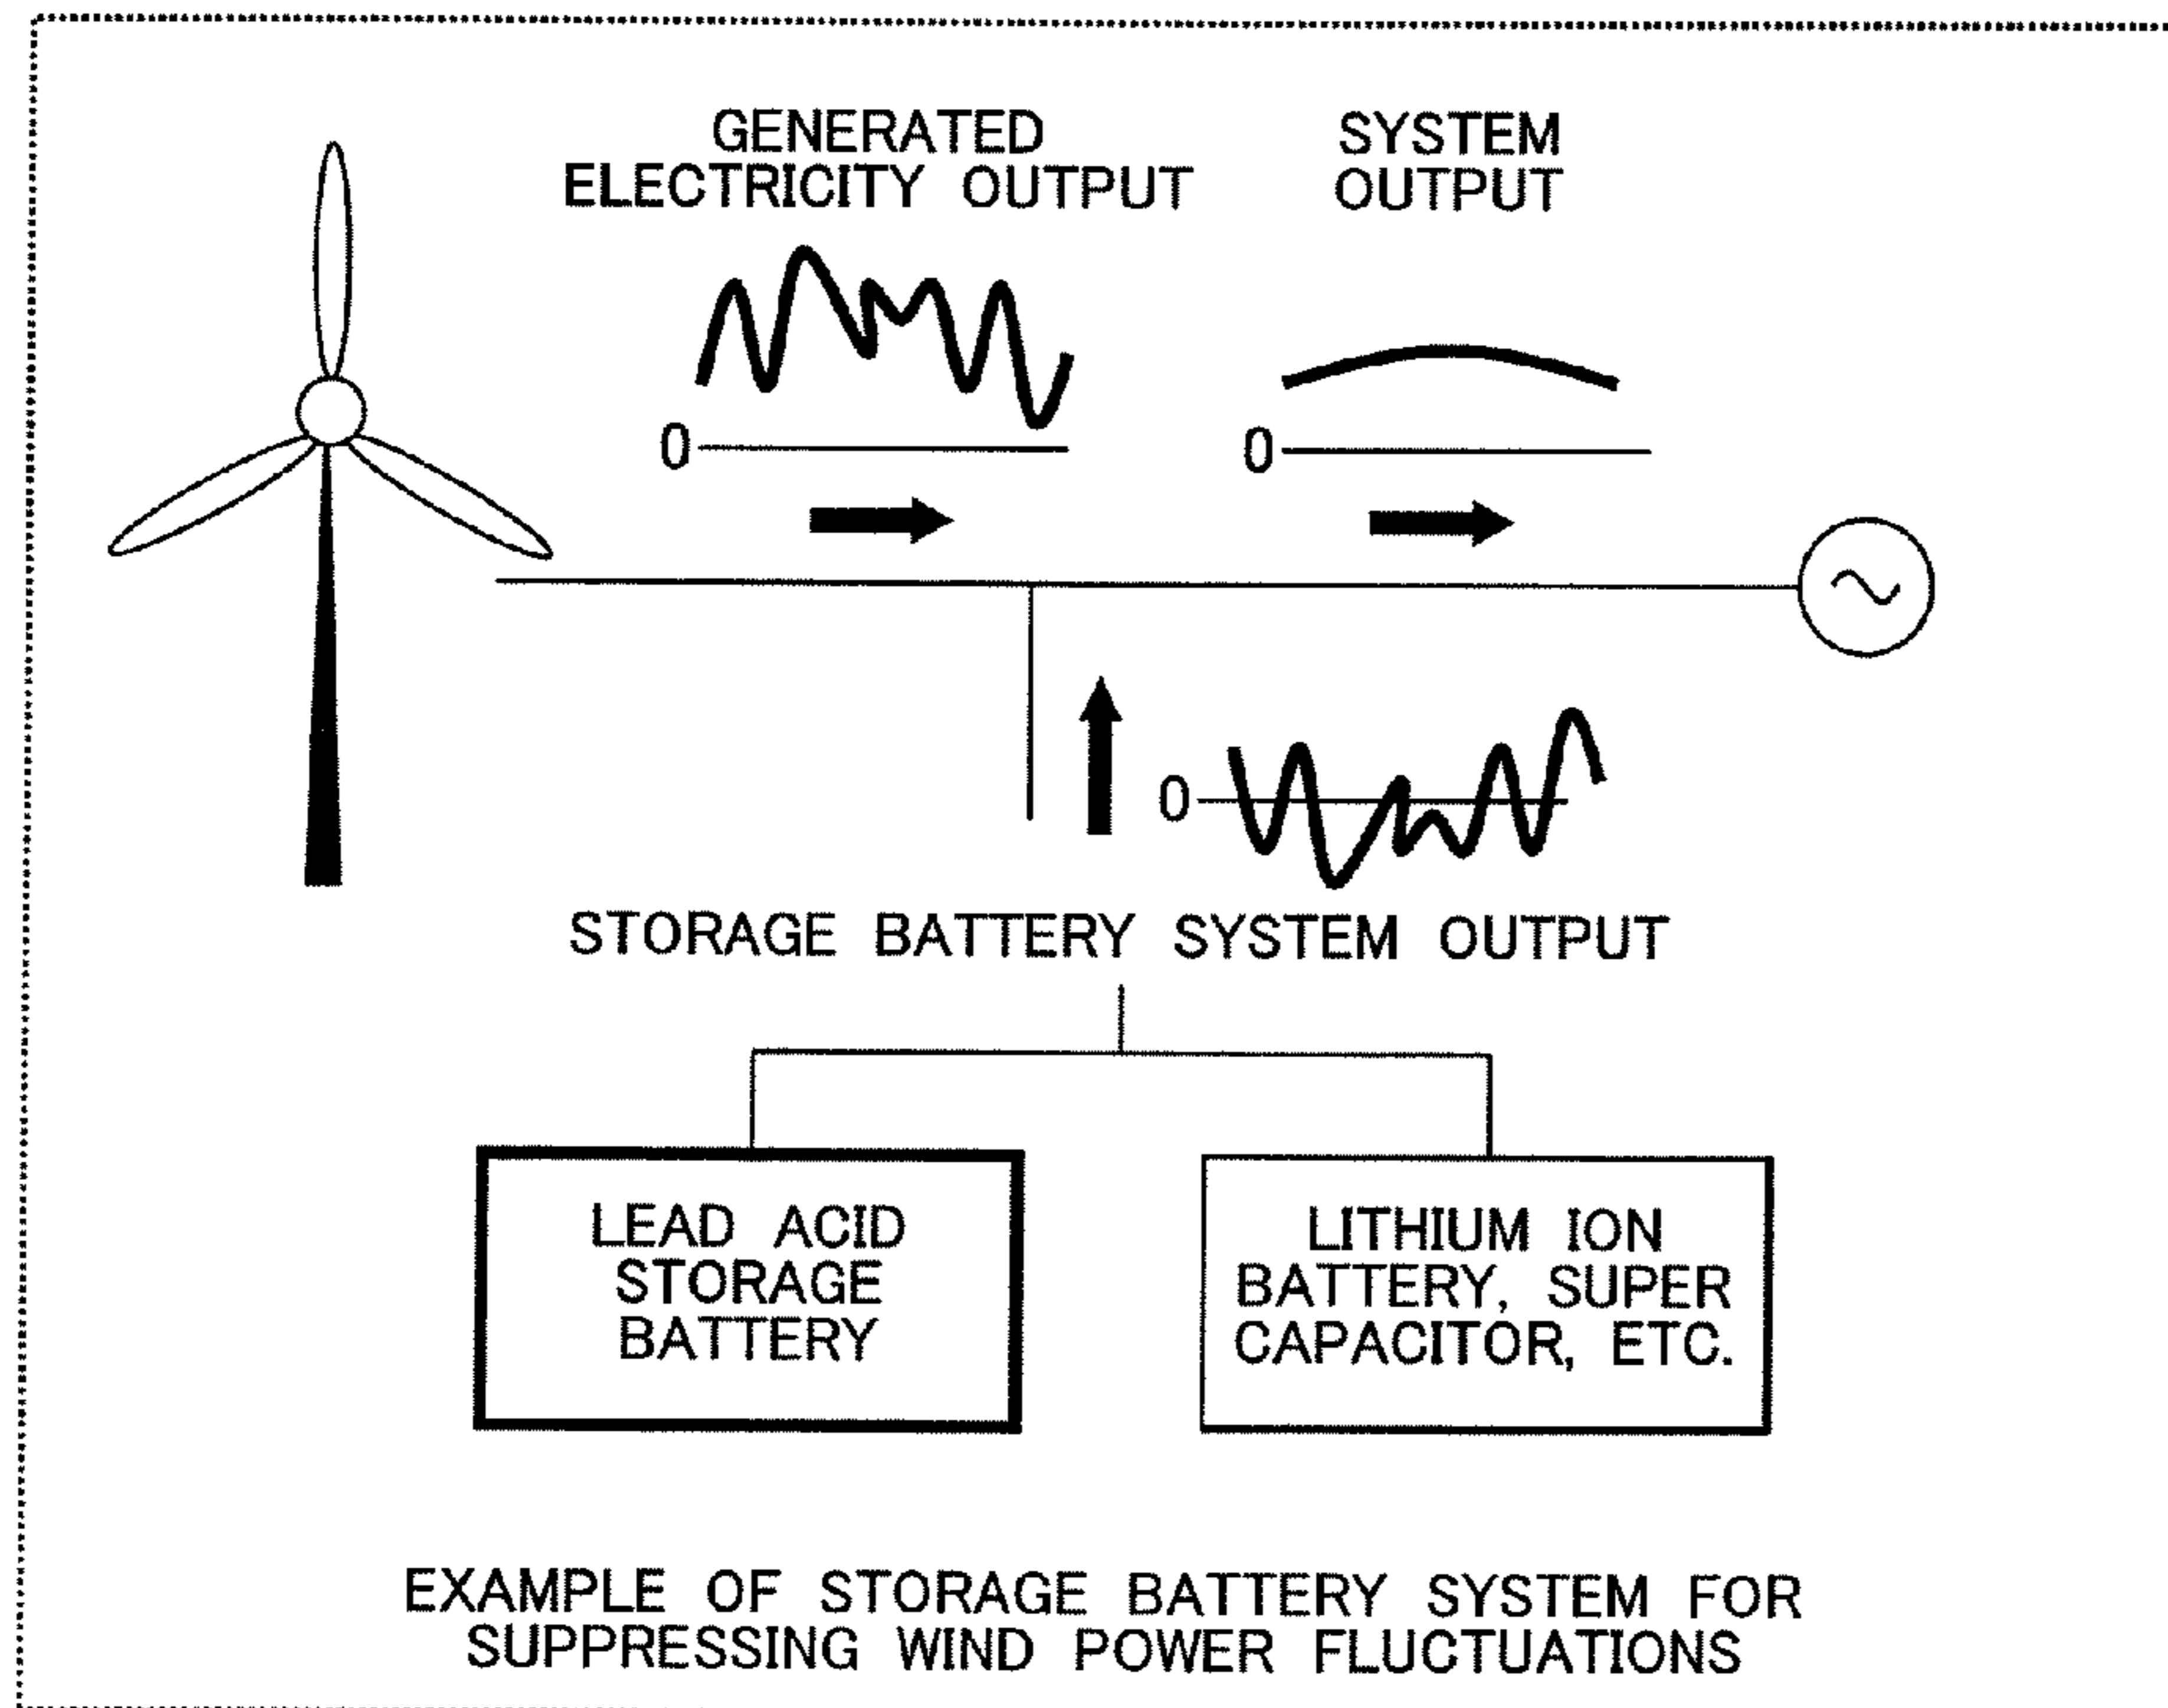 GENERATED
ELECTRICITY OUTPUT
SYSTEM
OUTPUT
0
0
0
STORAGE BATTERY SYSTEM OUTPUT
LEAD ACID
STORAGE
BATTERY
LITHIUM ION
BATTERY, SUPER
CAPACITOR, ETC.
EXAMPLE OF STORAGE BATTERY SYSTEM FOR
SUPPRESSING WIND POWER FLUCTUATIONS